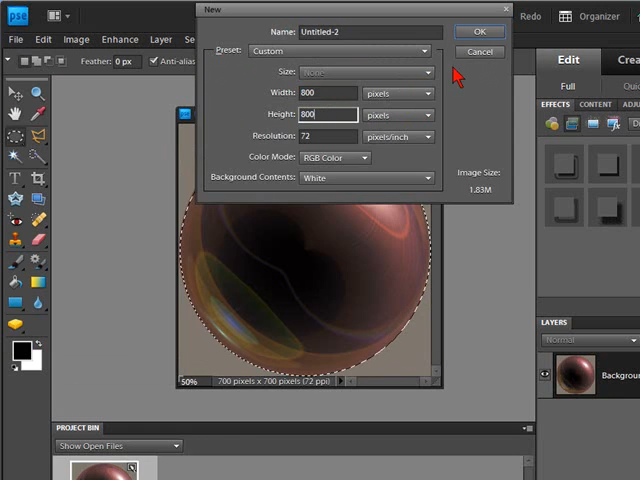 pse
New
Redo
Organizer
Name: Untitled-2
OK
File Edit Image Enhance Layer
Preset: Custom
Cancel
Feather: 0 px Anti-alias
Edit
Size: None
Full
Width: 800 pixels
EFFECTS CONTENT
Height: 800 pixels
Resolution: 72 pixels/inch
Color Mode: RGB Color
Image Size:
Background Contents: White
1.83M
T
LAYERS
Normal
50% 700 pixels x 700 pixels (72 ppi)
PROJECT BIN
Show Open Files